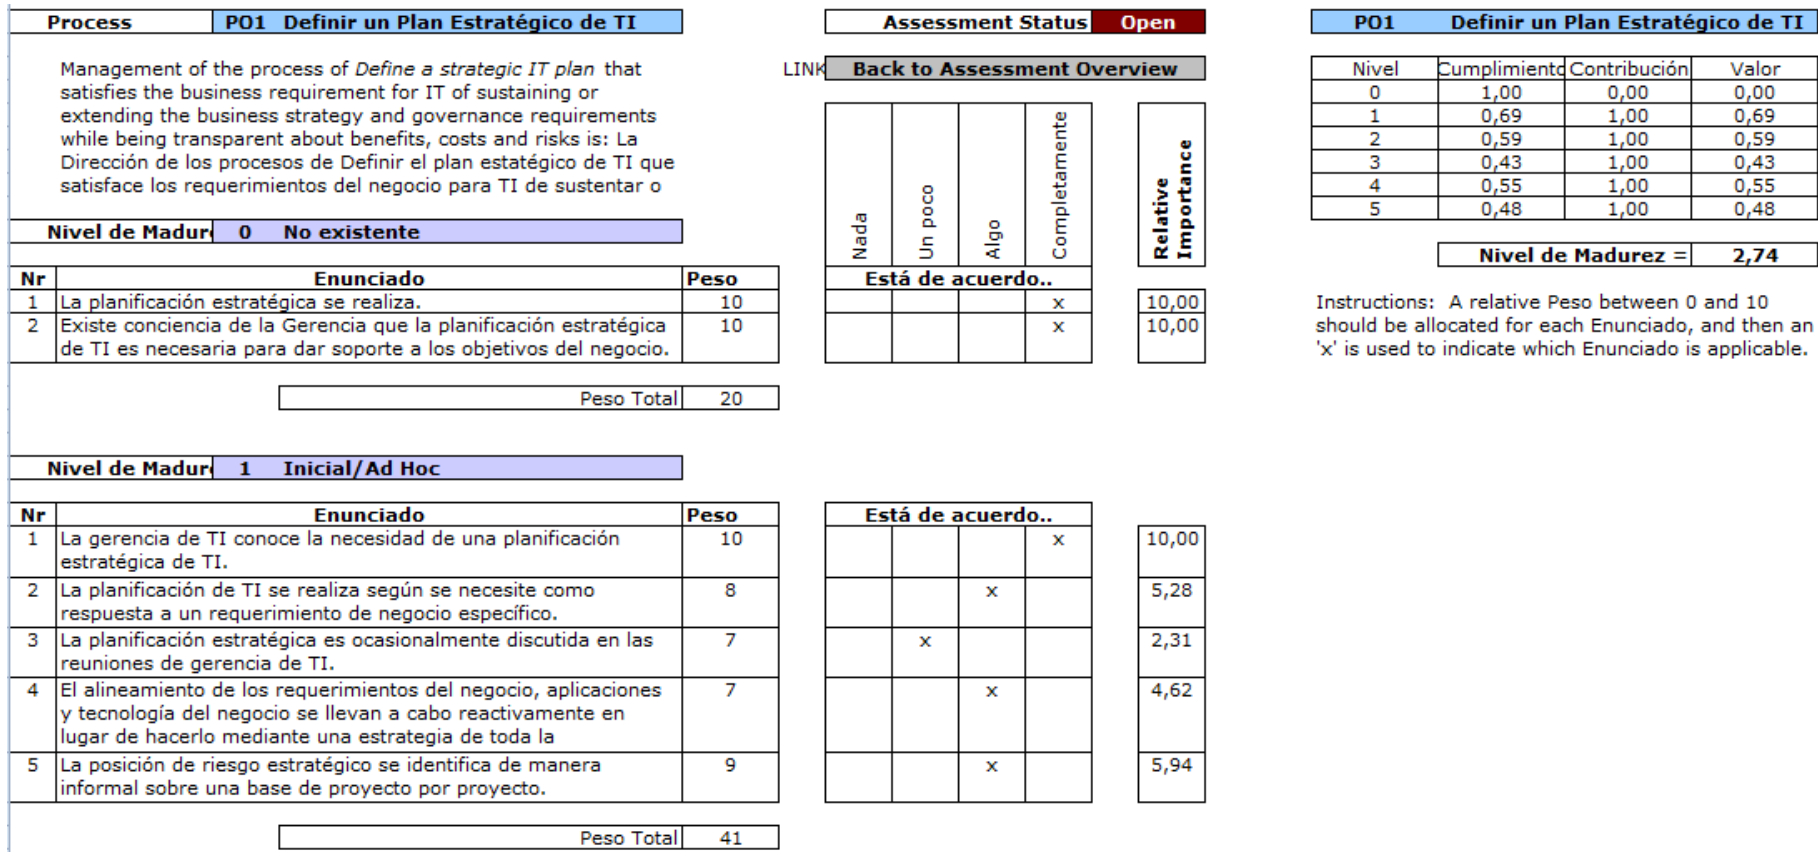 Process PO1 Definir un Plan Estratégico de TI
Management of the process of Define a strategic IT plan that
satisfies the business requirement for IT of sustaining or
extending the business strategy and governance requirements
while being transparent about benefits, costs and risks is: La
Dirección de los procesos de Definir el plan estatégico de TI que
satisface los requerimientos del negocio para TI de sustentar o
Assessment Status Open
LINK Back to Assessment Overview
Nada
Un poco
Algo
Completamente
Relative
Importance
PO1 Definir un Plan Estratégico de TI
Nivel Cumplimiento Contribución Valor
0 1,00 0,00 0,00
1 0,69 1,00 0,69
2 0,59 1,00 0,59
3 0,43 1,00 0,43
4 0,55 1,00 0,55
5 0,48 1,00 0,48
Nivel de Madurez = 2,74
Instructions: A relative Peso between 0 and 10
should be allocated for each Enunciado, and then an
'x' is used to indicate which Enunciado is applicable.
Nivel de Madur 0 No existente
Nr Enunciado Peso Está de acuerdo..
1 La planificación estratégica se realiza. 10 x 10,00
2 Existe conciencia de la Gerencia que la planificación estratégica 10 x 10,00
de TI es necesaria para dar soporte a los objetivos del negocio.
Peso Total 20
Nivel de Madur 1 Inicial/Ad Hoc
Nr Enunciado Peso Está de acuerdo..
1 La gerencia de TI conoce la necesidad de una planificación 10 x 10,00
estratégica de TI.
2 La planificación de TI se realiza según se necesite como 8 x 5,28
respuesta a un requerimiento de negocio específico.
3 La planificación estratégica es ocasionalmente discutida en las 7 x 2,31
reuniones de gerencia de TI.
4 El alineamiento de los requerimientos del negocio, aplicaciones 7 x 4,62
y tecnología del negocio se llevan a cabo reactivamente en
lugar de hacerlo mediante una estrategia de toda la
5 La posición de riesgo estratégico se identifica de manera 9 x 5,94
informal sobre una base de proyecto por proyecto.
Peso Total 41